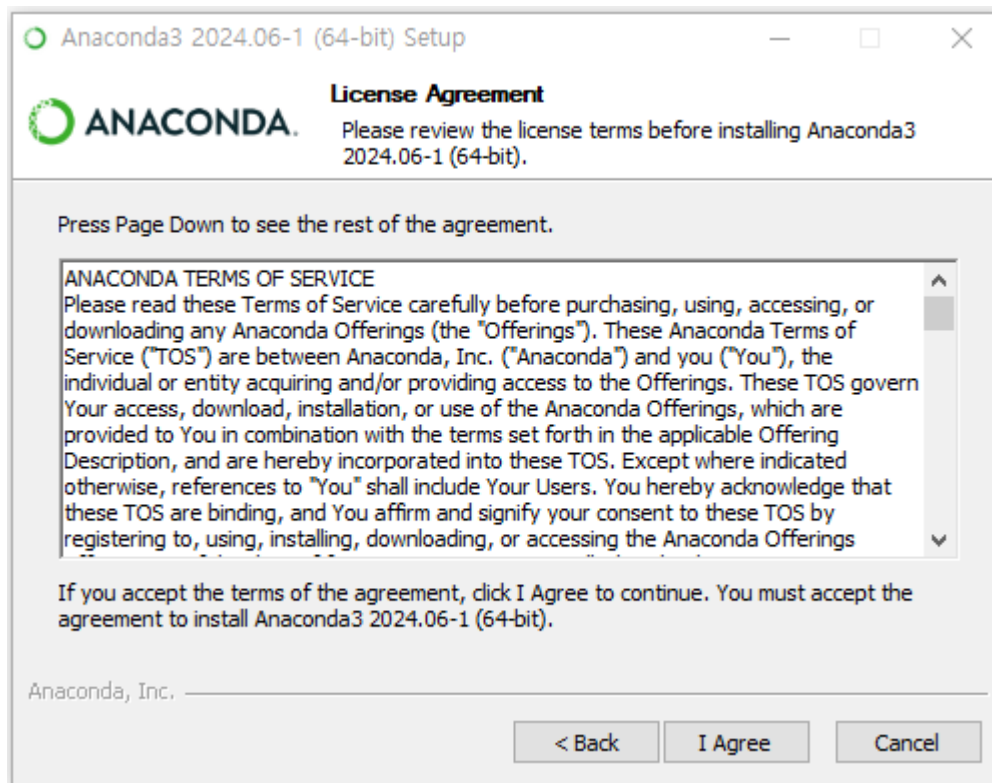 Anaconda3 2024.06-1 (64-bit) Setup
ANACONDA.
License Agreement
Please review the license terms before installing Anaconda3
2024.06-1 (64-bit).
Press Page Down to see the rest of the agreement.
ANACONDA TERMS OF SERVICE
Please read these Terms of Service carefully before purchasing, using, accessing, or
downloading any Anaconda Offerings (the "Offerings"). These Anaconda Terms of
Service ("TOS") are between Anaconda, Inc. ("Anaconda") and you ("You"), the
individual or entity acquiring and/or providing access to the Offerings. These TOS govern
Your access, download, installation, or use of the Anaconda Offerings, which are
provided to You in combination with the terms set forth in the applicable Offering
Description, and are hereby incorporated into these TOS. Except where indicated
otherwise, references to "You" shall include Your Users. You hereby acknowledge that
these TOS are binding, and You affirm and signify your consent to these TOS by
registering to, using, installing, downloading, or accessing the Anaconda Offerings
If you accept the terms of the agreement, click I Agree to continue. You must accept the
agreement to install Anaconda3 2024.06-1 (64-bit).
Anaconda, Inc.
< Back
I Agree
Cancel